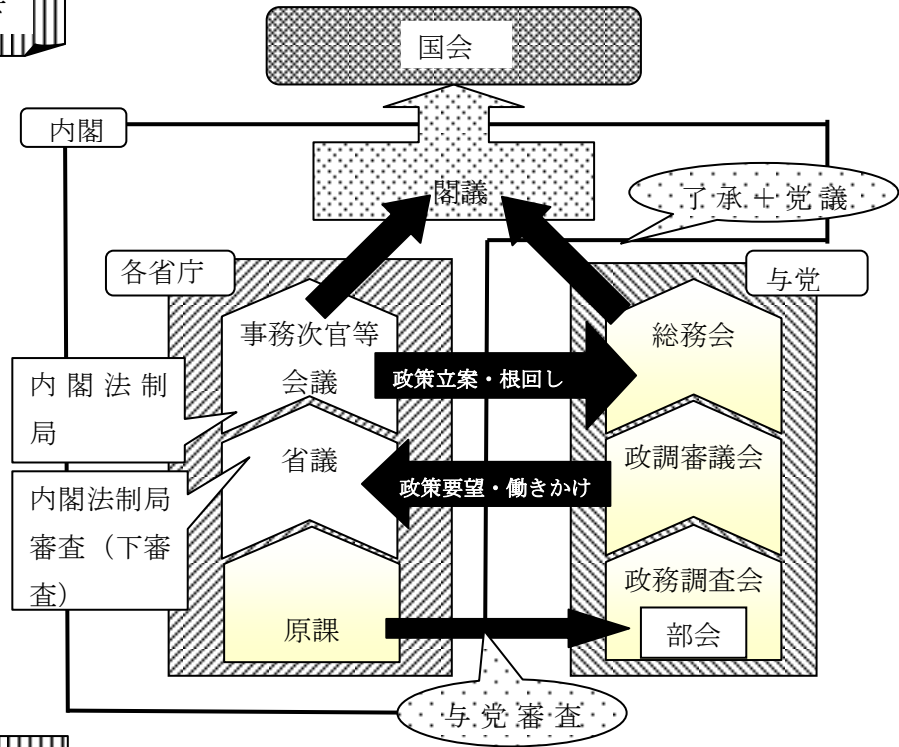 国会
内閣
閣議
了承＋党議
各省庁
与党
事務次官等
会議
総務会
内閣法制
局
政策立案・根回し
省議
政調審議会
内閣法制局
審査（下審
査）
政策要望・働きかけ
政務調査会
原課
部会
与党審査